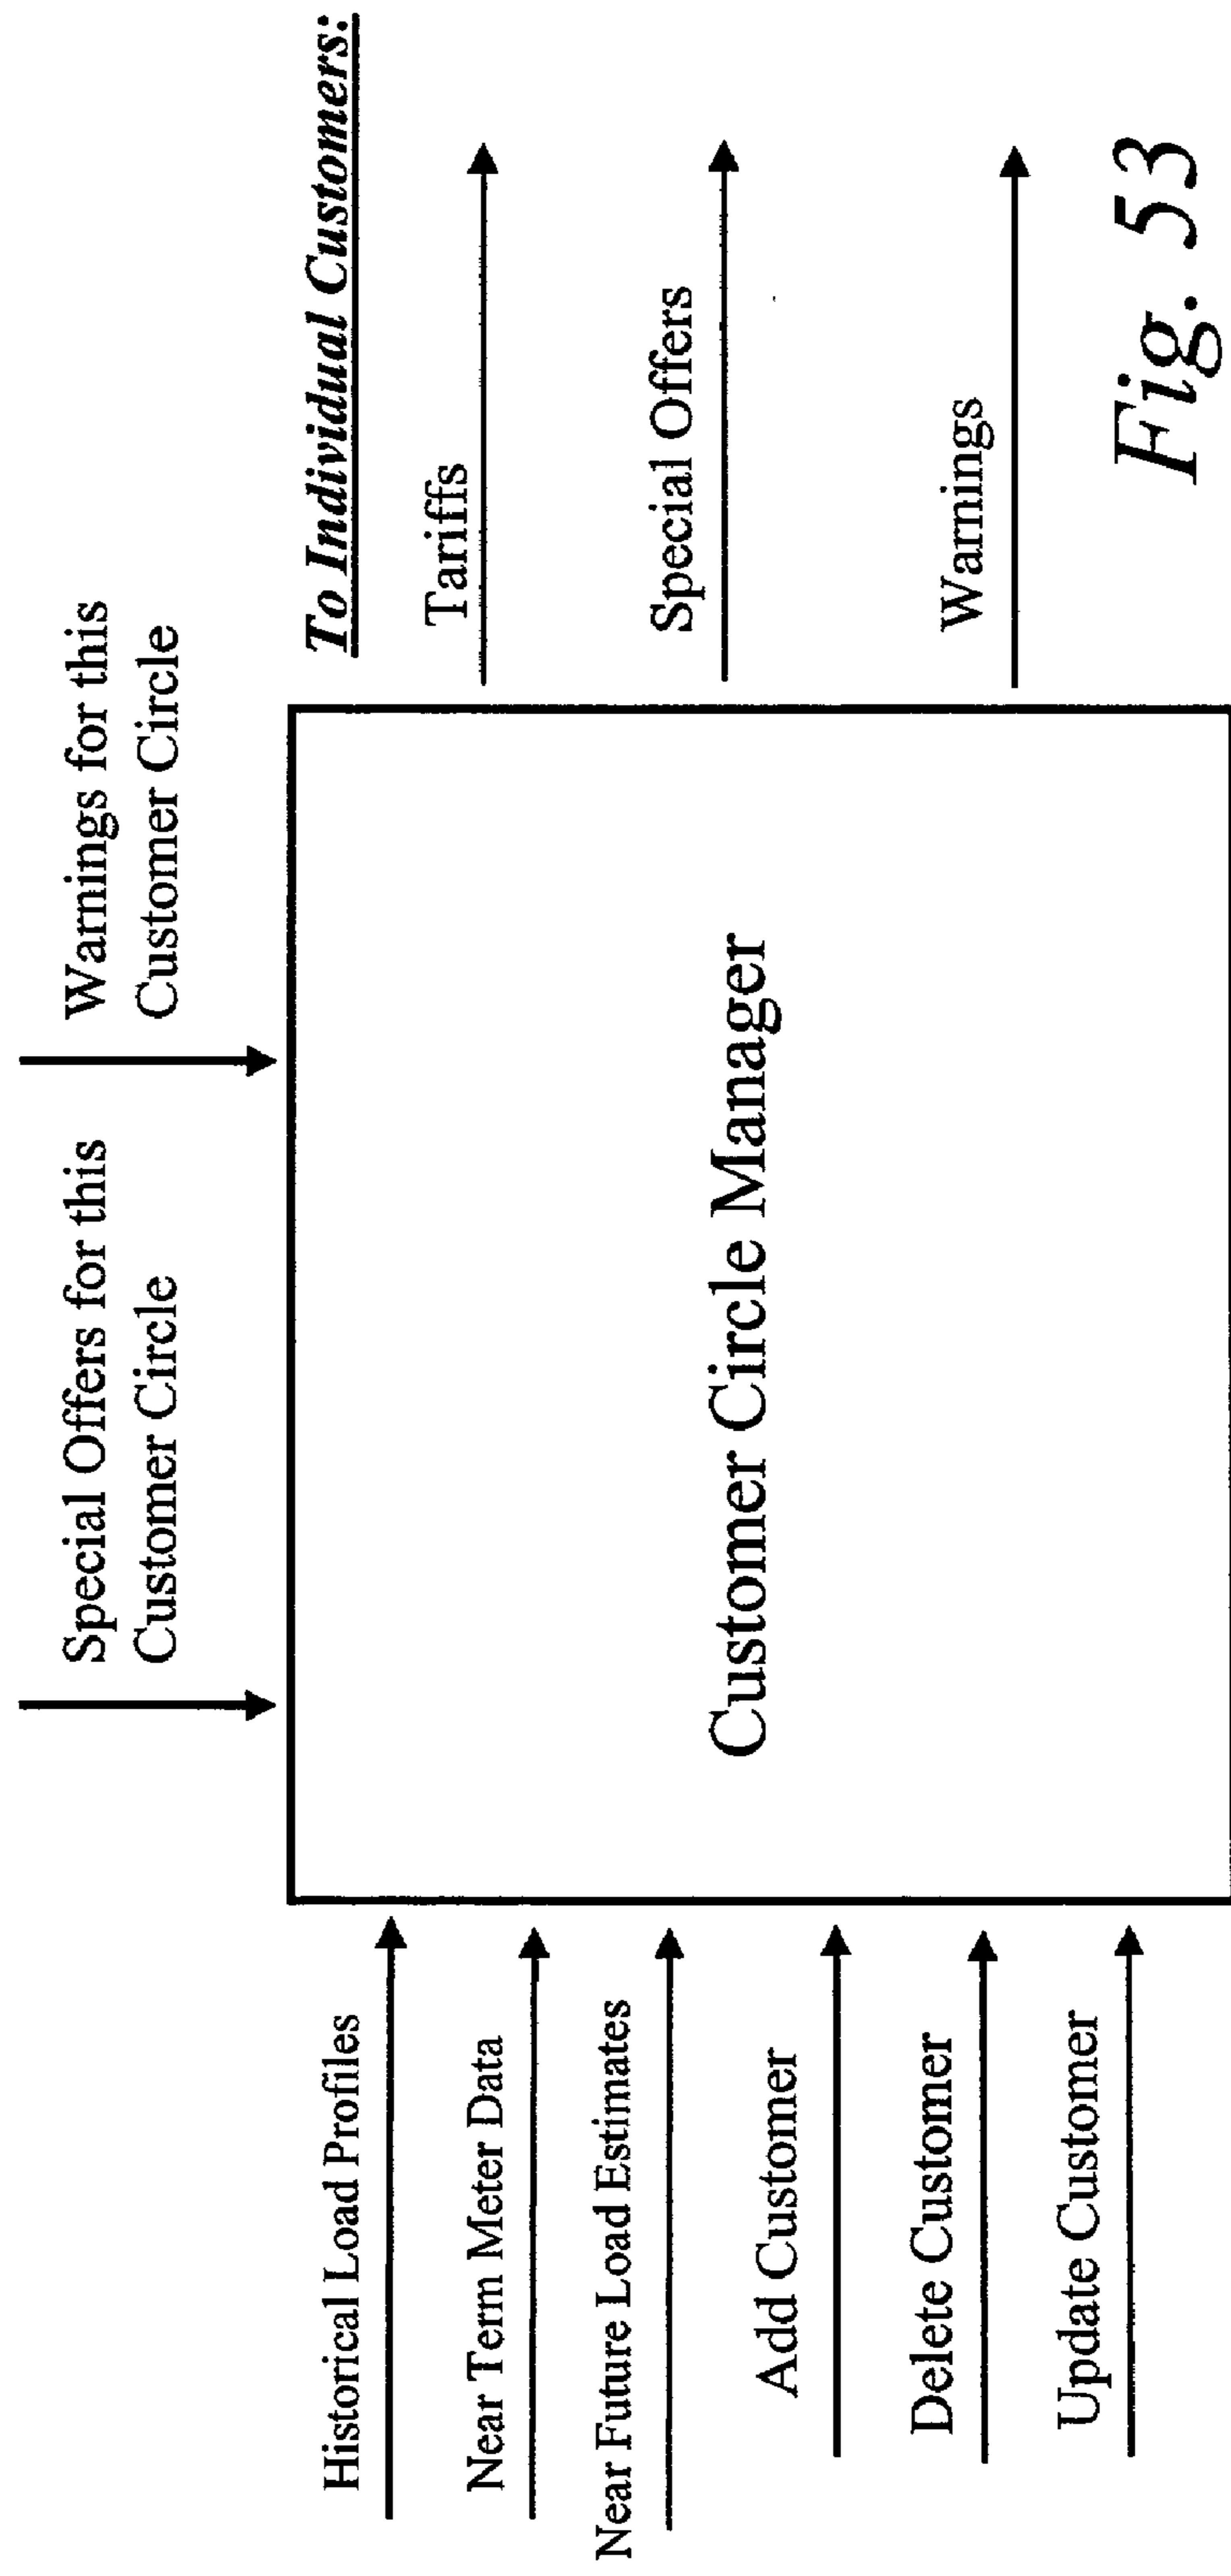 Special Offers for this
Customer Circle
Warnings for this
Customer Circle
To Individual Customers:
Historical Load Profiles
Near Term Meter Data
Near Future Load Estimates
Add Customer
Delete Customer
Update Customer
Customer Circle Manager
Tariffs
Special Offers
Warnings
Fig. 53